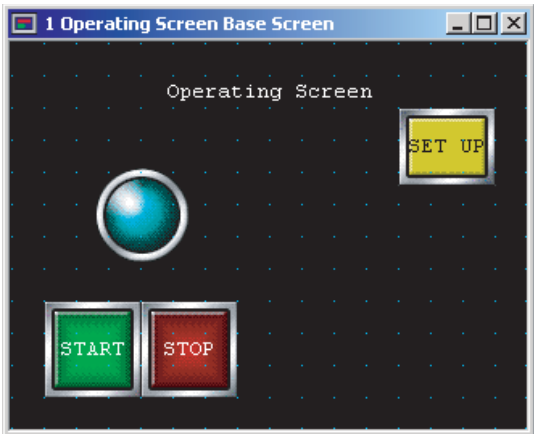 1 Operating Screen Base Screen
Operating Screen
SET UP
START
STOP